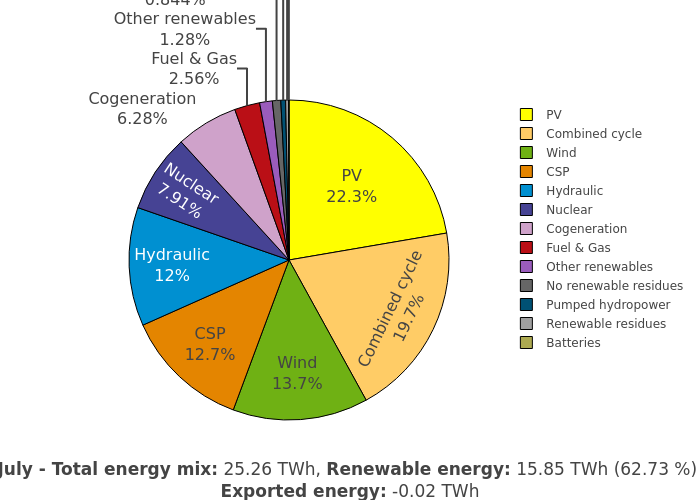 0.844%
Other renewables
1.28%
Fuel & Gas
2.56%
Cogeneration
6.28%
Nuclear
7.91%
Hydraulic
12%
CSP
12.7%
Wind
13.7%
Combined cycle
19.7%
PV
22.3%
PV
Combined cycle
Wind
CSP
Hydraulic
Nuclear
Cogeneration
Fuel & Gas
Other renewables
No renewable residues
Pumped hydropower
Renewable residues
Batteries
July - Total energy mix: 25.26 TWh, Renewable energy: 15.85 TWh (62.73 %)
Exported energy: -0.02 TWh